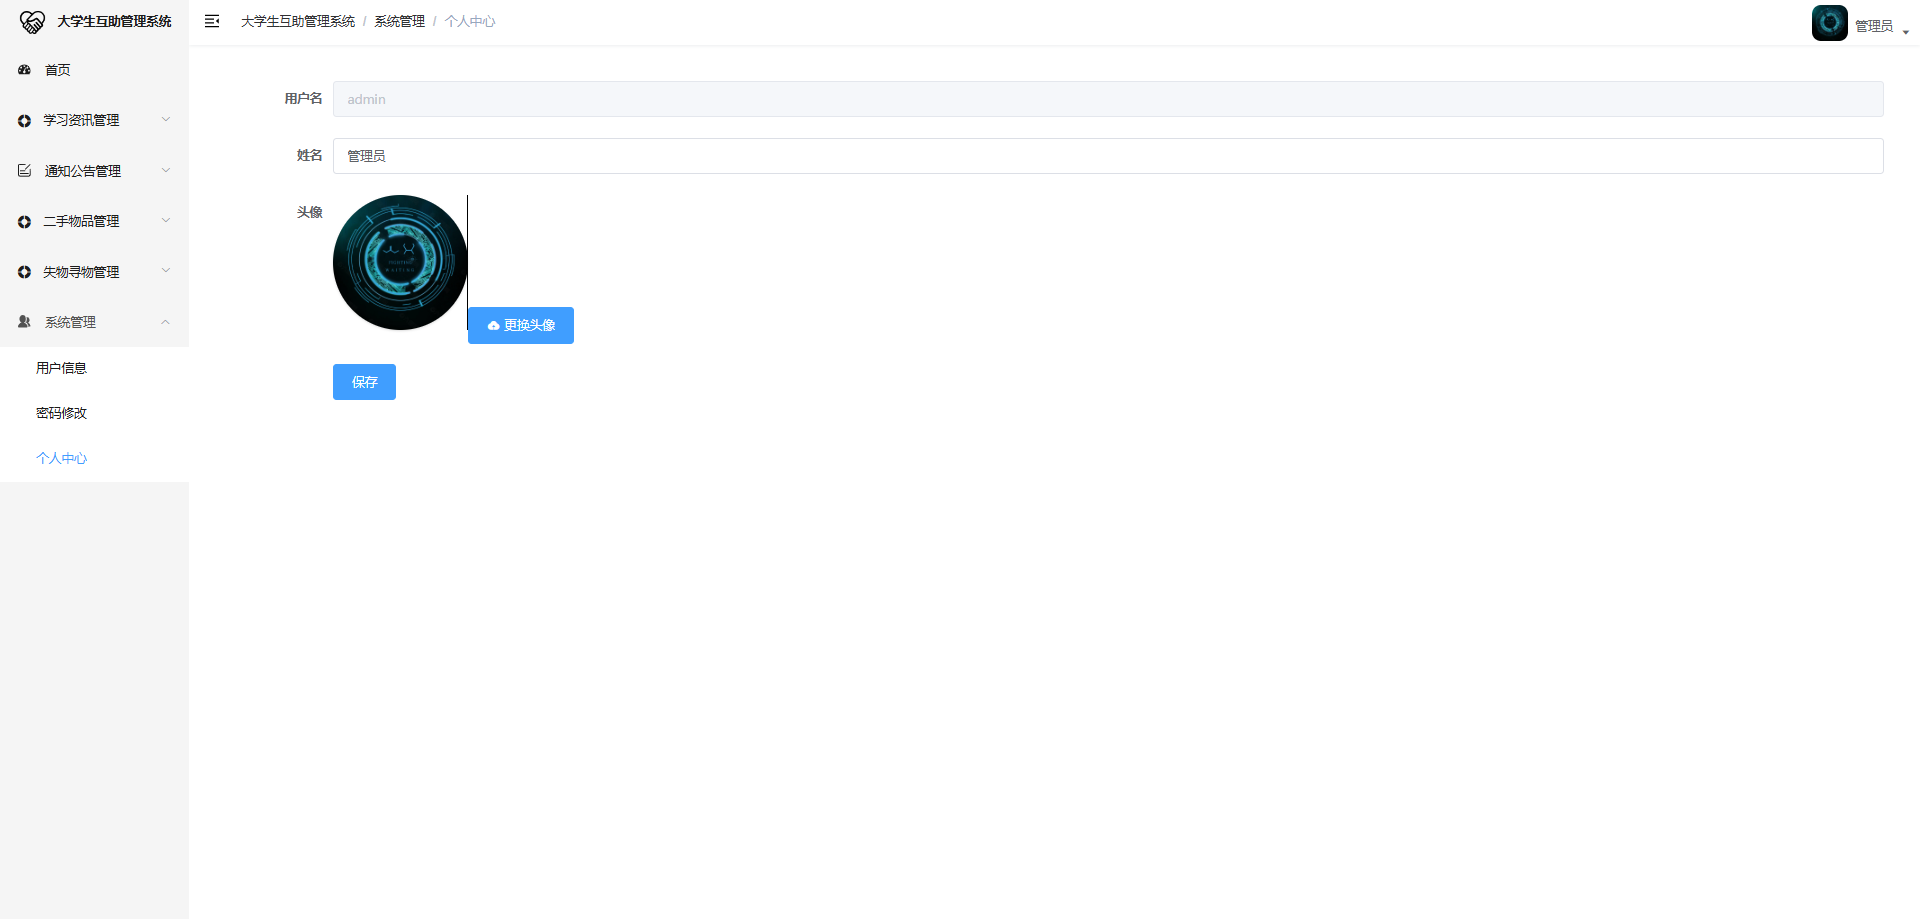 大学生互助管理系统
大学生互助管理系统 / 系统管理 / 个人中心
管理员
首页
学习资讯管理
通知公告管理
二手物品管理
失物寻物管理
系统管理
用户信息
密码修改
个人中心
用户名 admin
姓名 管理员
头像
更换头像
保存